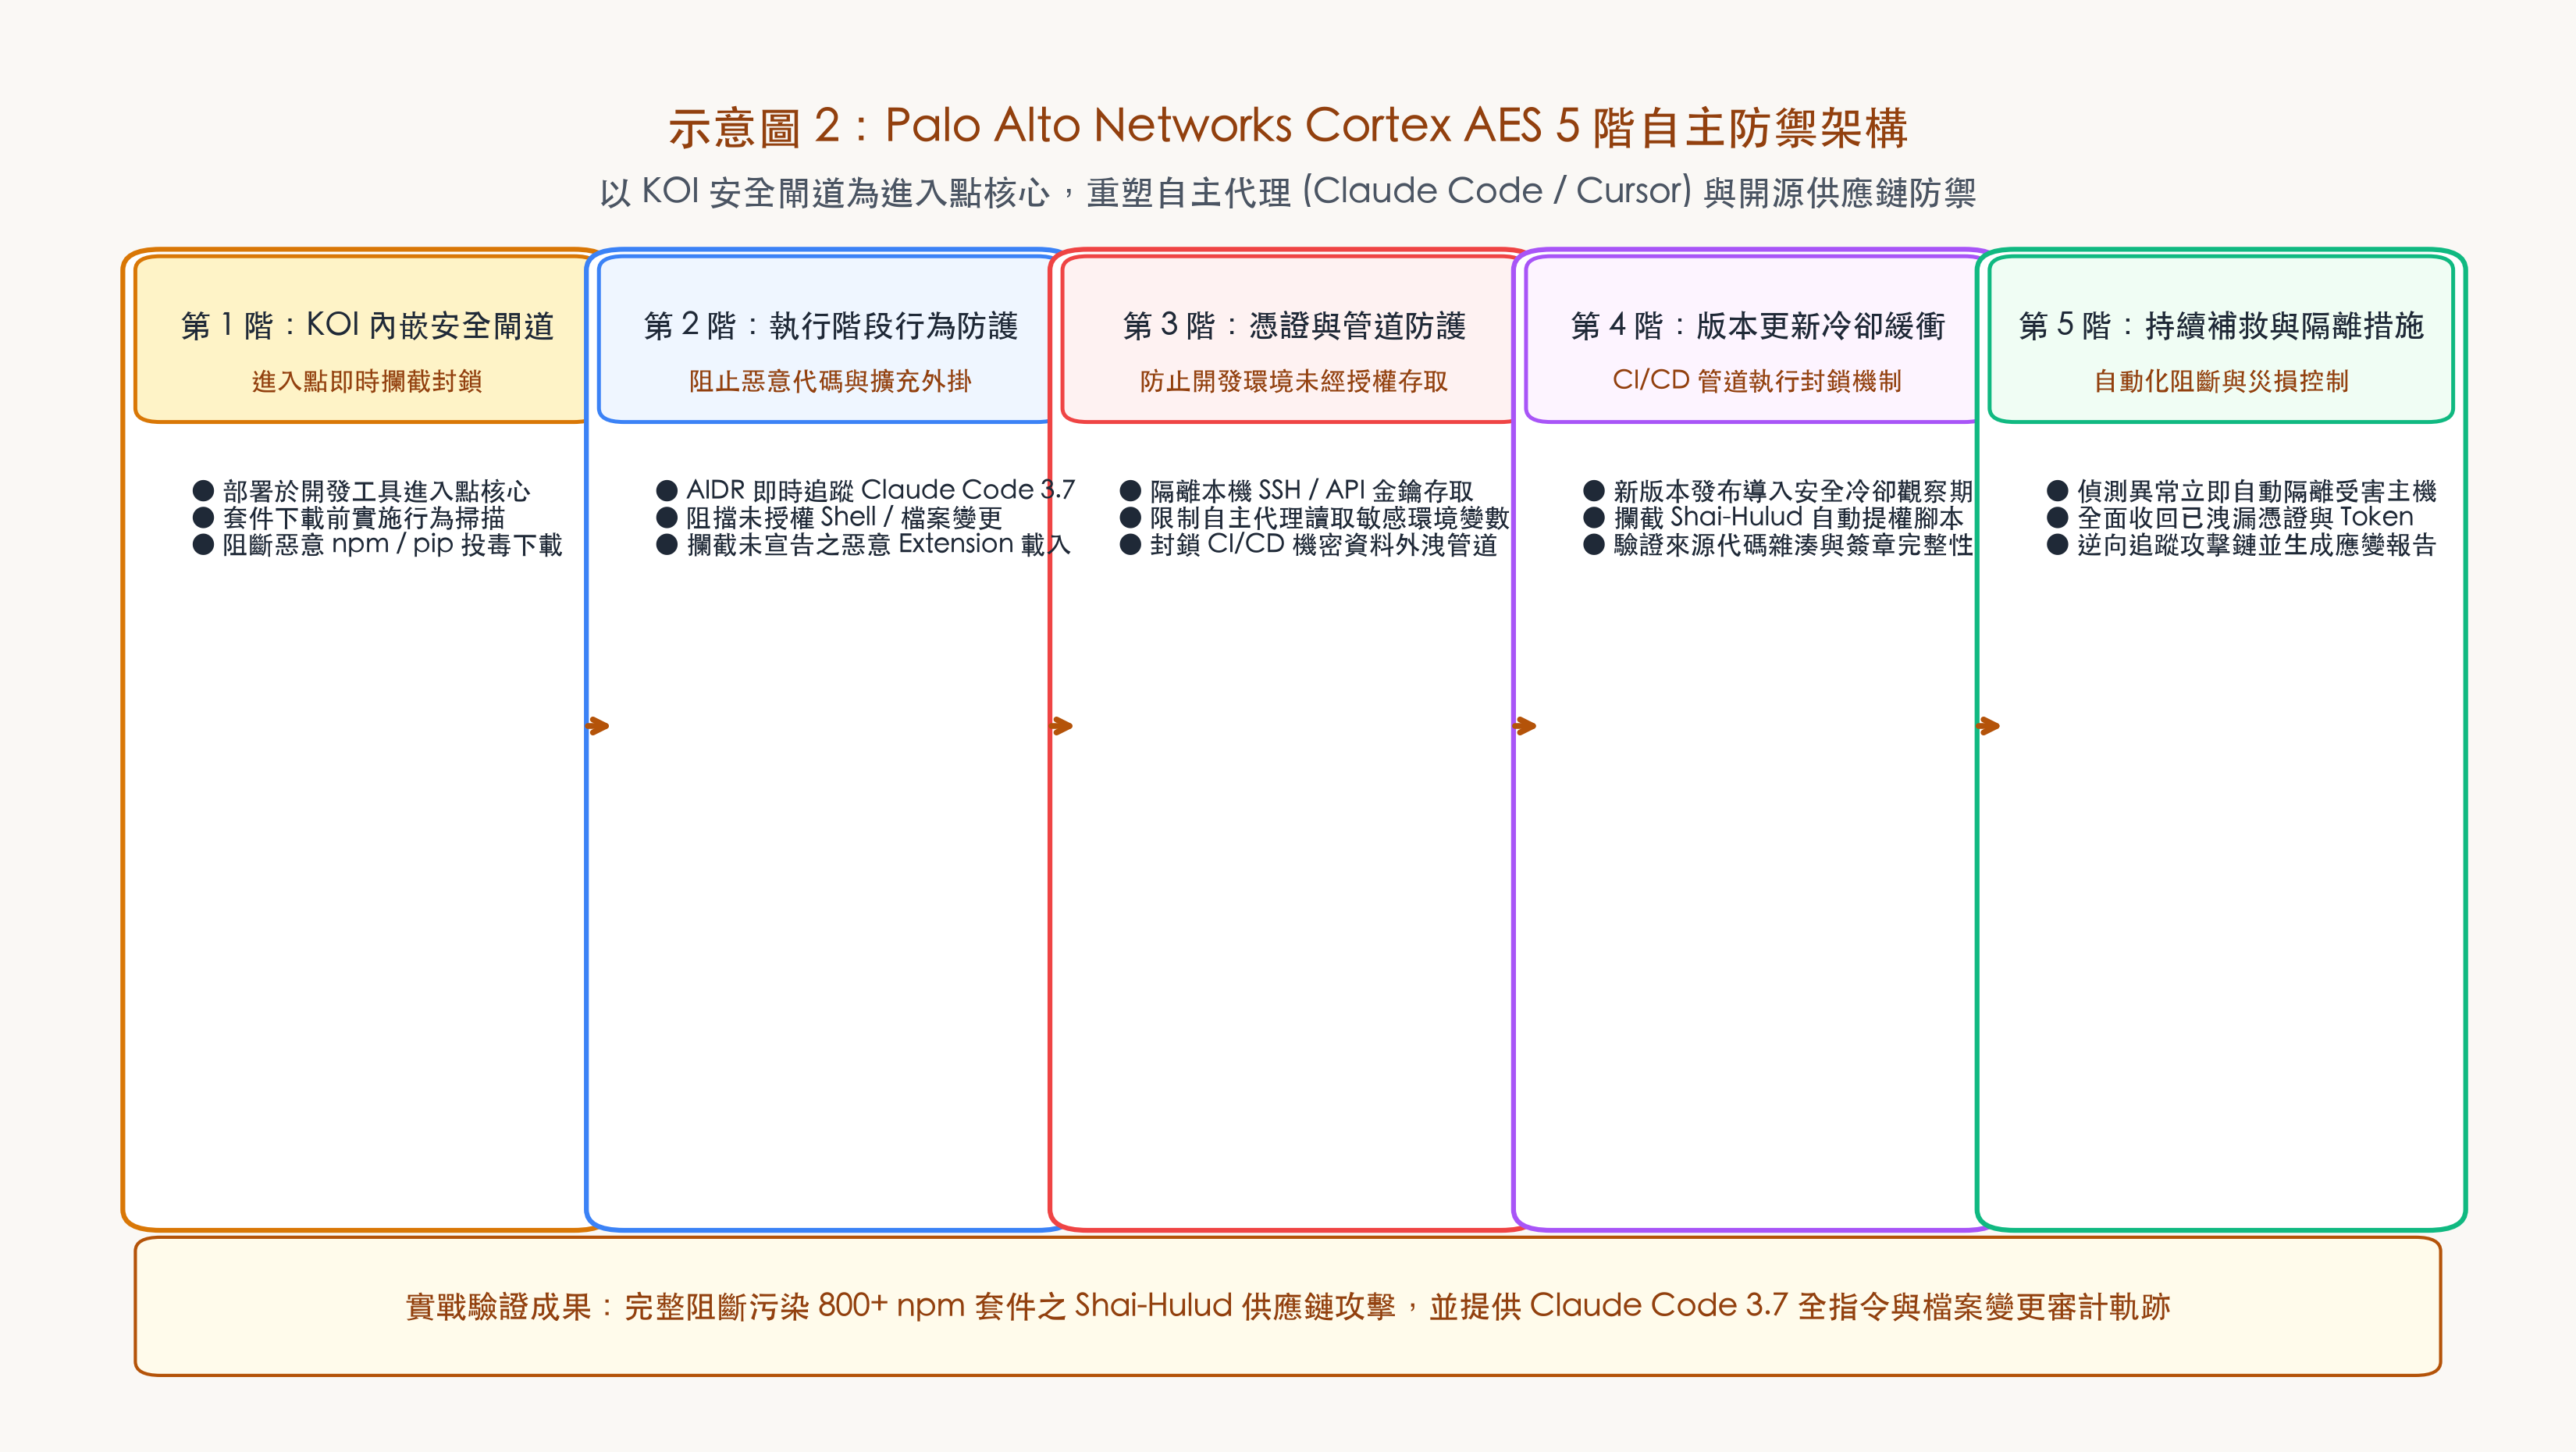 示意圖 2：Palo Alto Networks Cortex AES 5 階自主防禦架構
以 KOI 安全閘道為進入點核心，重塑自主代理 (Claude Code / Cursor) 與開源供應鏈防禦
第 1 階：KOI 內嵌安全閘道
進入點即時攔截封鎖
● 部署於開發工具進入點核心
● 套件下載前實施行為掃描
● 阻斷惡意 npm / pip 投毒下載
第 2 階：執行階段行為防護
阻止惡意代碼與擴充外掛
● AIDR 即時追蹤 Claude Code 3.7
● 阻擋未授權 Shell / 檔案變更
● 攔截未宣告之惡意 Extension 載入
第 3 階：憑證與管道防護
防止開發環境未經授權存取
● 隔離本機 SSH / API 金鑰存取
● 限制自主代理讀取敏感環境變數
● 封鎖 CI/CD 機密資料外洩管道
第 4 階：版本更新冷卻緩衝
CI/CD 管道執行封鎖機制
● 新版本發布導入安全冷卻觀察期
● 攔截 Shai-Hulud 自動提權腳本
● 驗證來源代碼雜湊與簽章完整性
第 5 階：持續補救與隔離措施
自動化阻斷與災損控制
● 偵測異常立即自動隔離受害主機
● 全面收回已洩漏憑證與 Token
● 逆向追蹤攻擊鏈並生成應變報告
實戰驗證成果：完整阻斷污染 800+ npm 套件之 Shai-Hulud 供應鏈攻擊，並提供 Claude Code 3.7 全指令與檔案變更審計軌跡